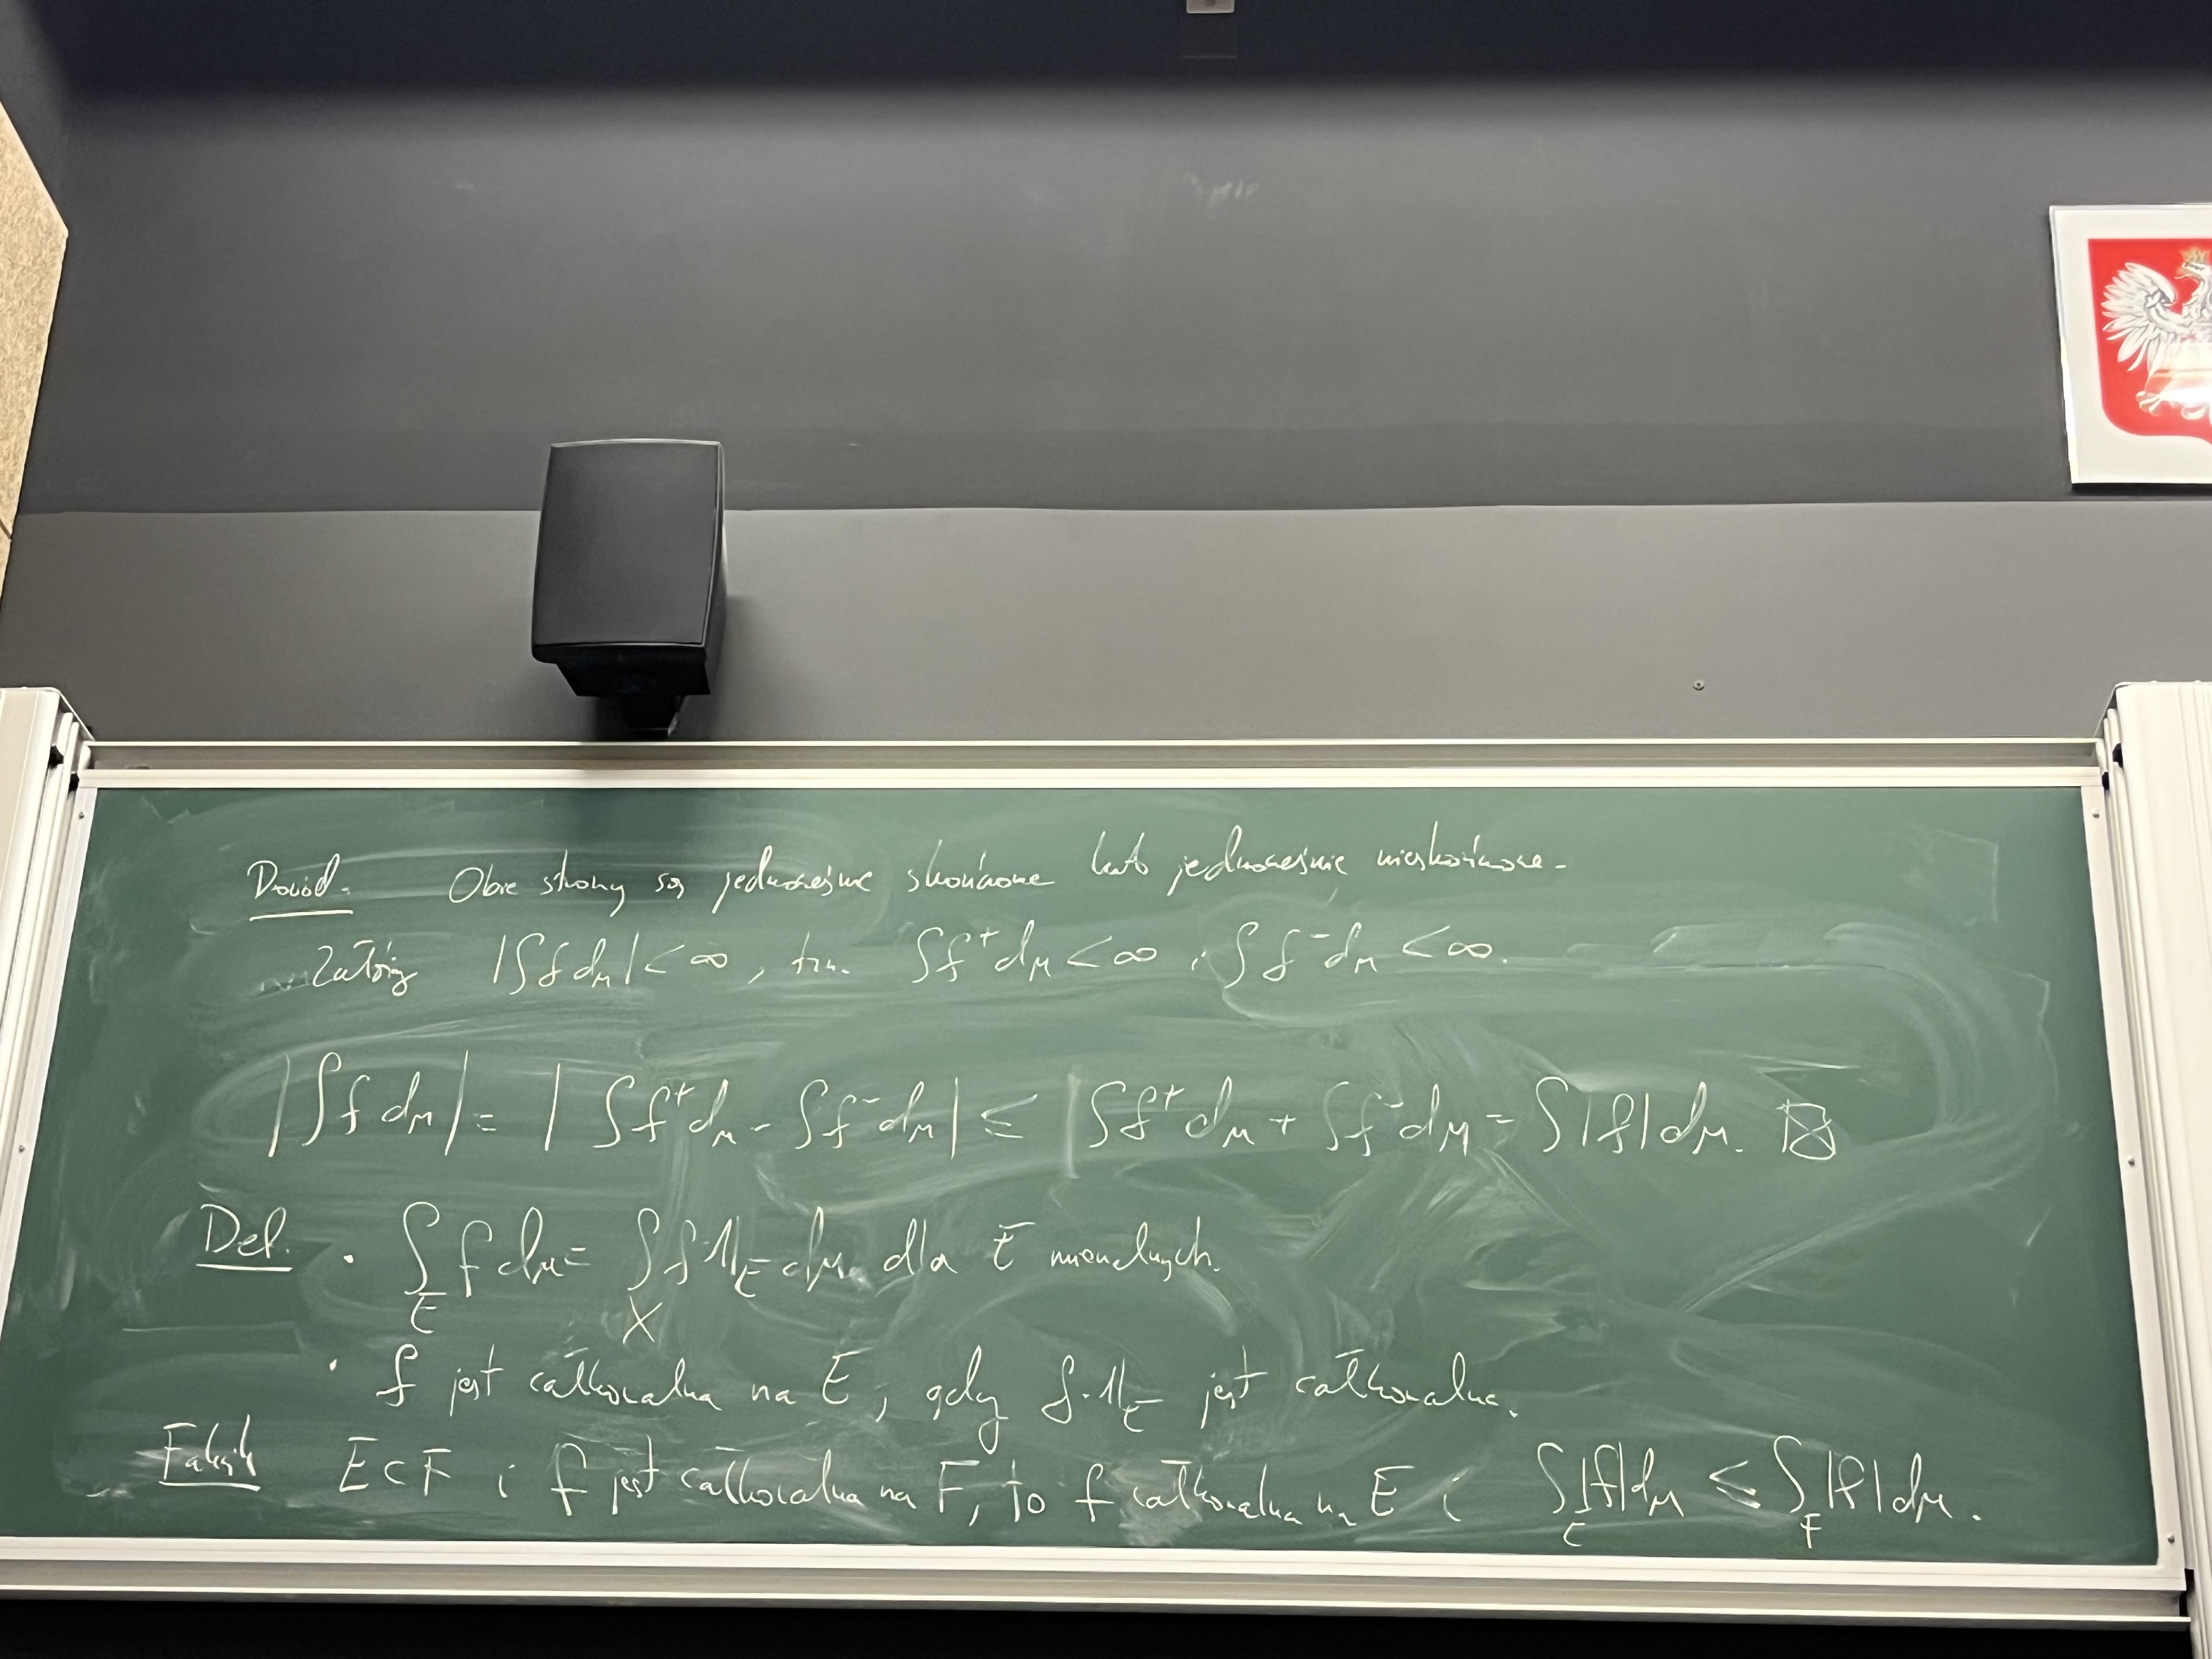 Dowód. Obie strony są jednocześnie skończone lub jednocześnie nieskończone.
Załóżmy |∫f dμ| < ∞, tzn. ∫f⁺dμ < ∞ i ∫f⁻dμ < ∞.
|∫f dμ| = | ∫f⁺dμ - ∫f⁻dμ| ≤ |∫f⁺dμ + ∫f⁻dμ = ∫|f|dμ. ☒
Def. • ∫_E f dμ = ∫_X f·𝟙_E dμ dla E mierzalnych.
• f jest całkowalna na E, gdy f·𝟙_E jest całkowalna.
Fakcik E⊂F i f jest całkowalna na F, to f całkowalna na E i ∫_E |f|dμ ≤ ∫_F |f|dμ.